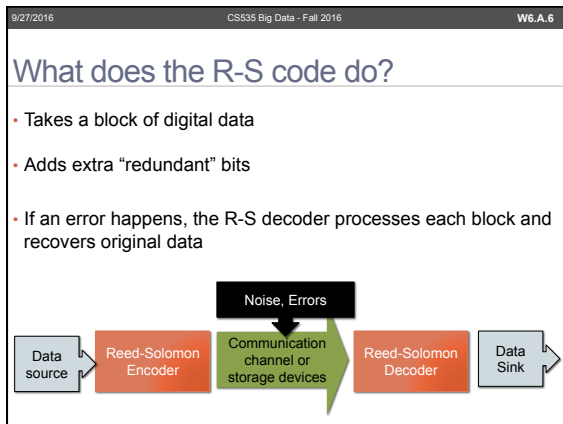 9/27/2016 CS535 Big Data - Fall 2016 W6.A.6
What does the R-S code do?
• Takes a block of digital data
• Adds extra “redundant” bits
• If an error happens, the R-S decoder processes each block and
recovers original data
Noise, Errors
Data
source
Reed-Solomon
Encoder
Communication
channel or
storage devices
Reed-Solomon
Decoder
Data
Sink